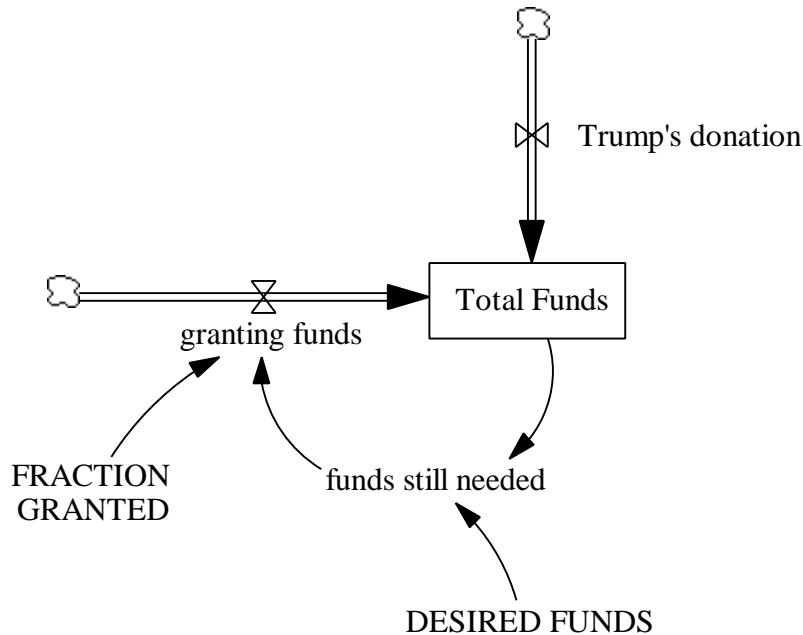 Trump's donation
Total Funds
granting funds
FRACTION
GRANTED
funds still needed
DESIRED FUNDS